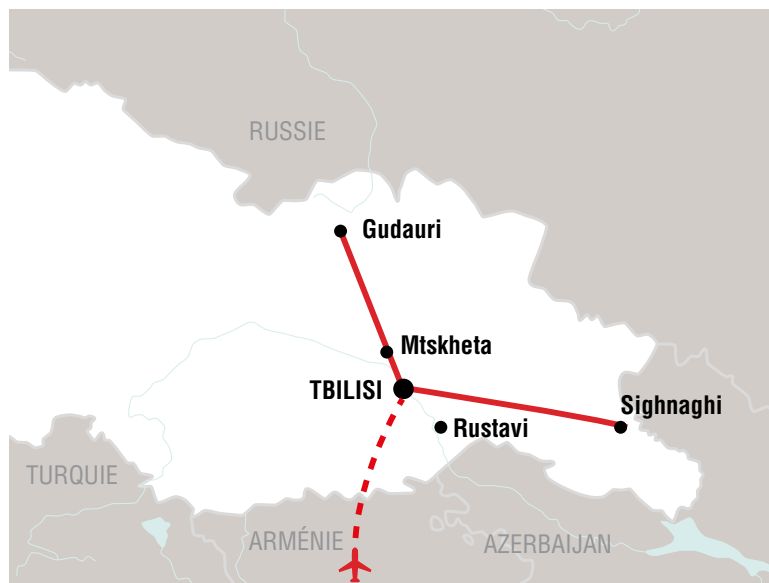 RUSSIE
Gudauri
Mtskheta
TBILISI
Sighnaghi
Rustavi
TURQUIE
ARMÉNIE
AZERBAIJAN